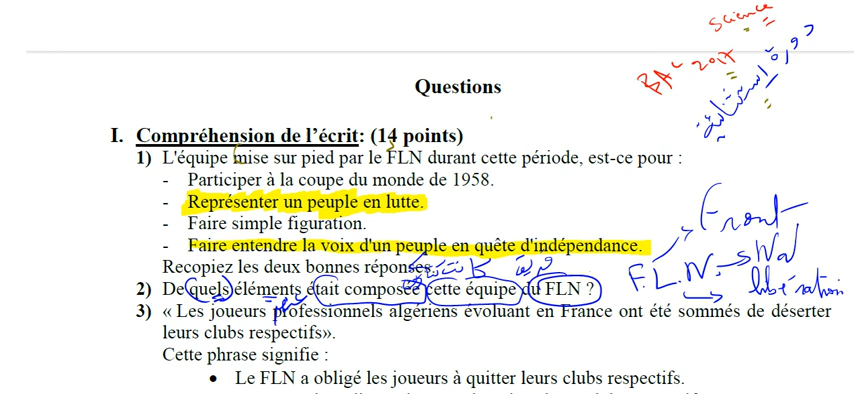 Science
BAC 2017
دورة استثنائية
Questions
I. Compréhension de l'écrit: (14 points)
1) L'équipe mise sur pied par le FLN durant cette période, est-ce pour :
- Participer à la coupe du monde de 1958.
- Représenter un peuple en lutte.
- Faire simple figuration.
- Faire entendre la voix d'un peuple en quête d'indépendance.
Recopiez les deux bonnes réponses.
Front
F.L.N. Nal
libération
2) De quels éléments était composée cette équipe du FLN ?
3) « Les joueurs professionnels algériens évoluant en France ont été sommés de déserter
leurs clubs respectifs».
Cette phrase signifie :
• Le FLN a obligé les joueurs à quitter leurs clubs respectifs.